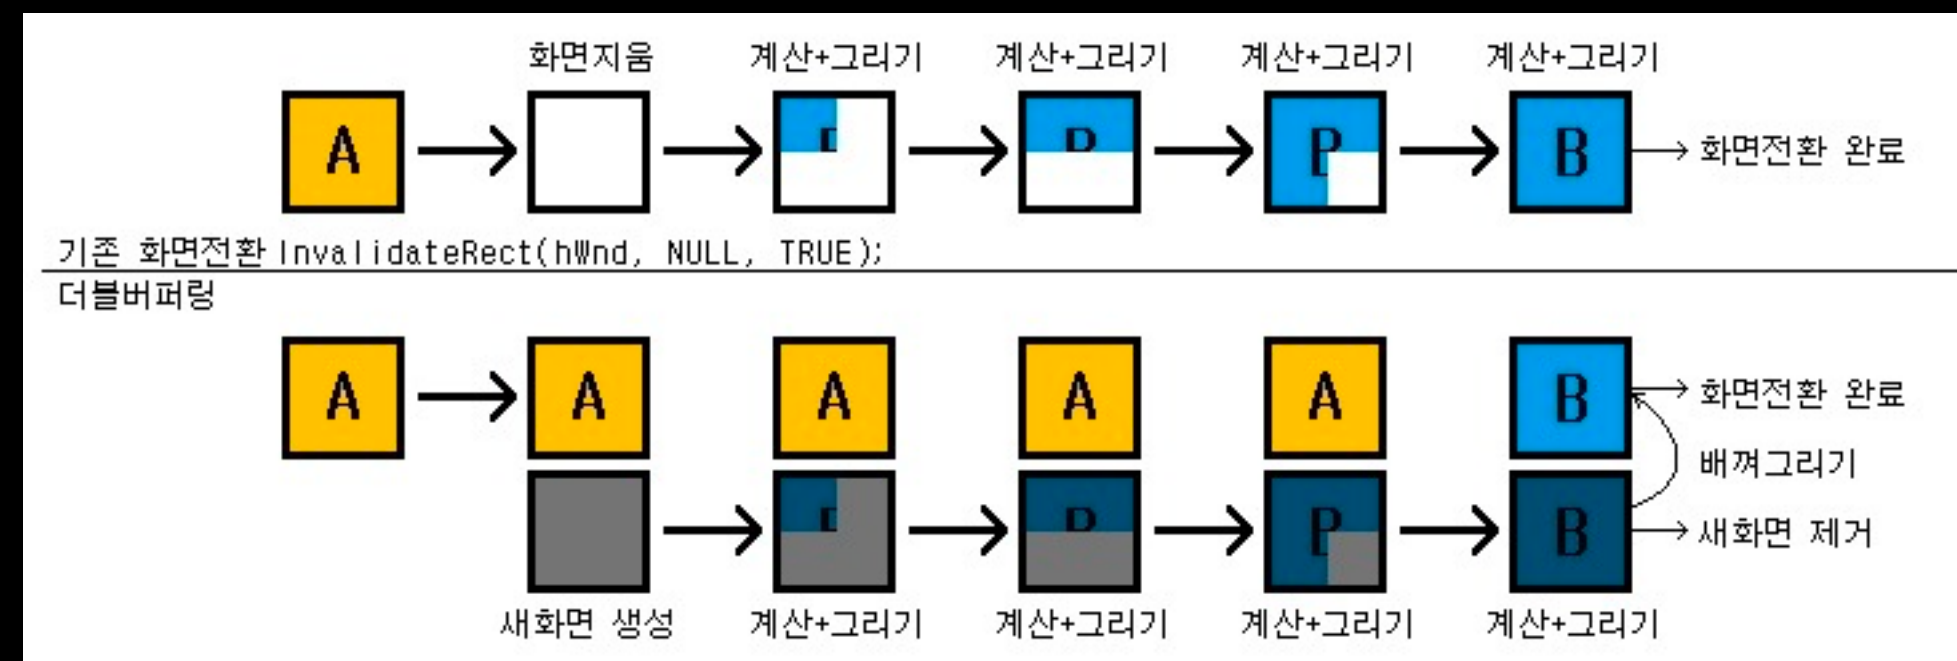 화면지움 계산+그리기 계산+그리기 계산+그리기 계산+그리기
A B B B B 화면전환 완료
기존 화면전환 InvalidateRect(hWnd, NULL, TRUE);
더블버퍼링
A A A A A B 화면전환 완료
배껴그리기
B B B B 새화면 제거
새화면 생성 계산+그리기 계산+그리기 계산+그리기 계산+그리기